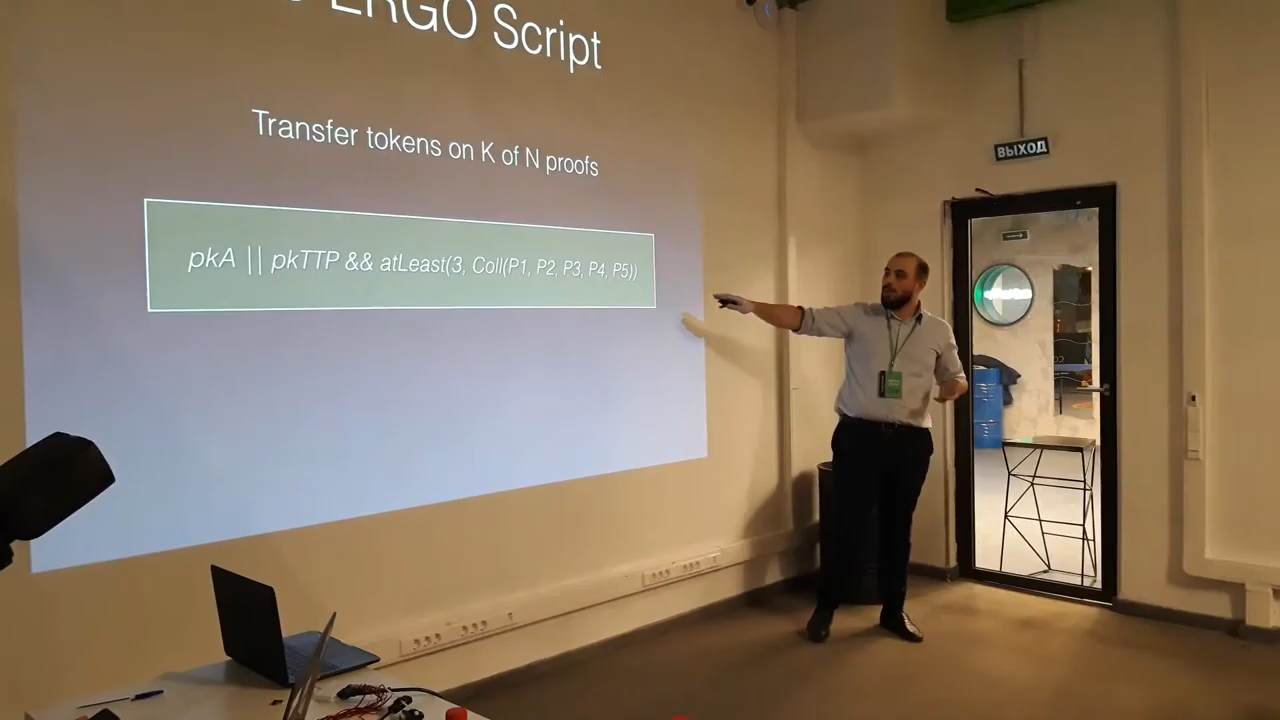 ERGO Script
Transfer tokens on K of N proofs
pkA || pkTTP && atLeast(3, Coll(P1, P2, P3, P4, P5))
ВЫХОД